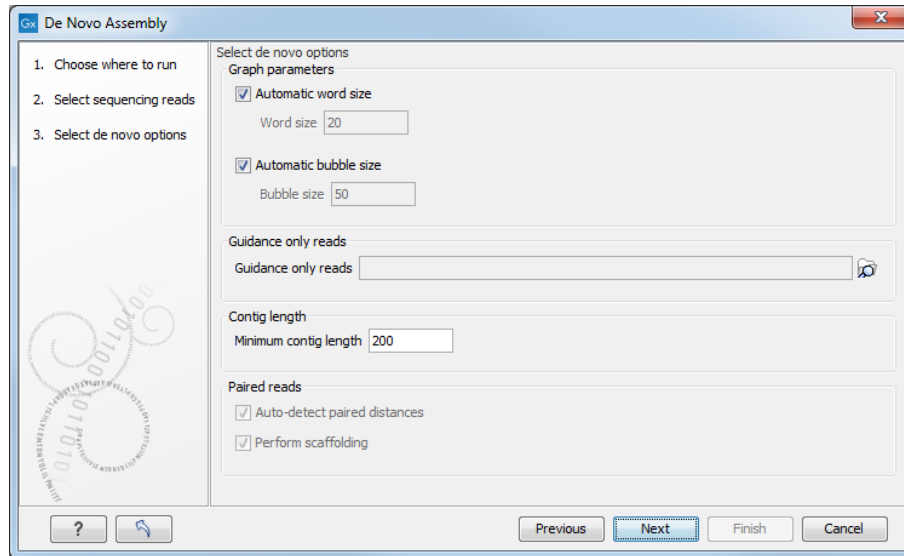 Gx De Novo Assembly
1. Choose where to run
2. Select sequencing reads
3. Select de novo options
Select de novo options
Graph parameters
Automatic word size
Word size 20
Automatic bubble size
Bubble size 50
Guidance only reads
Guidance only reads
Contig length
Minimum contig length 200
Paired reads
Auto-detect paired distances
Perform scaffolding
?
Previous
Next
Finish
Cancel